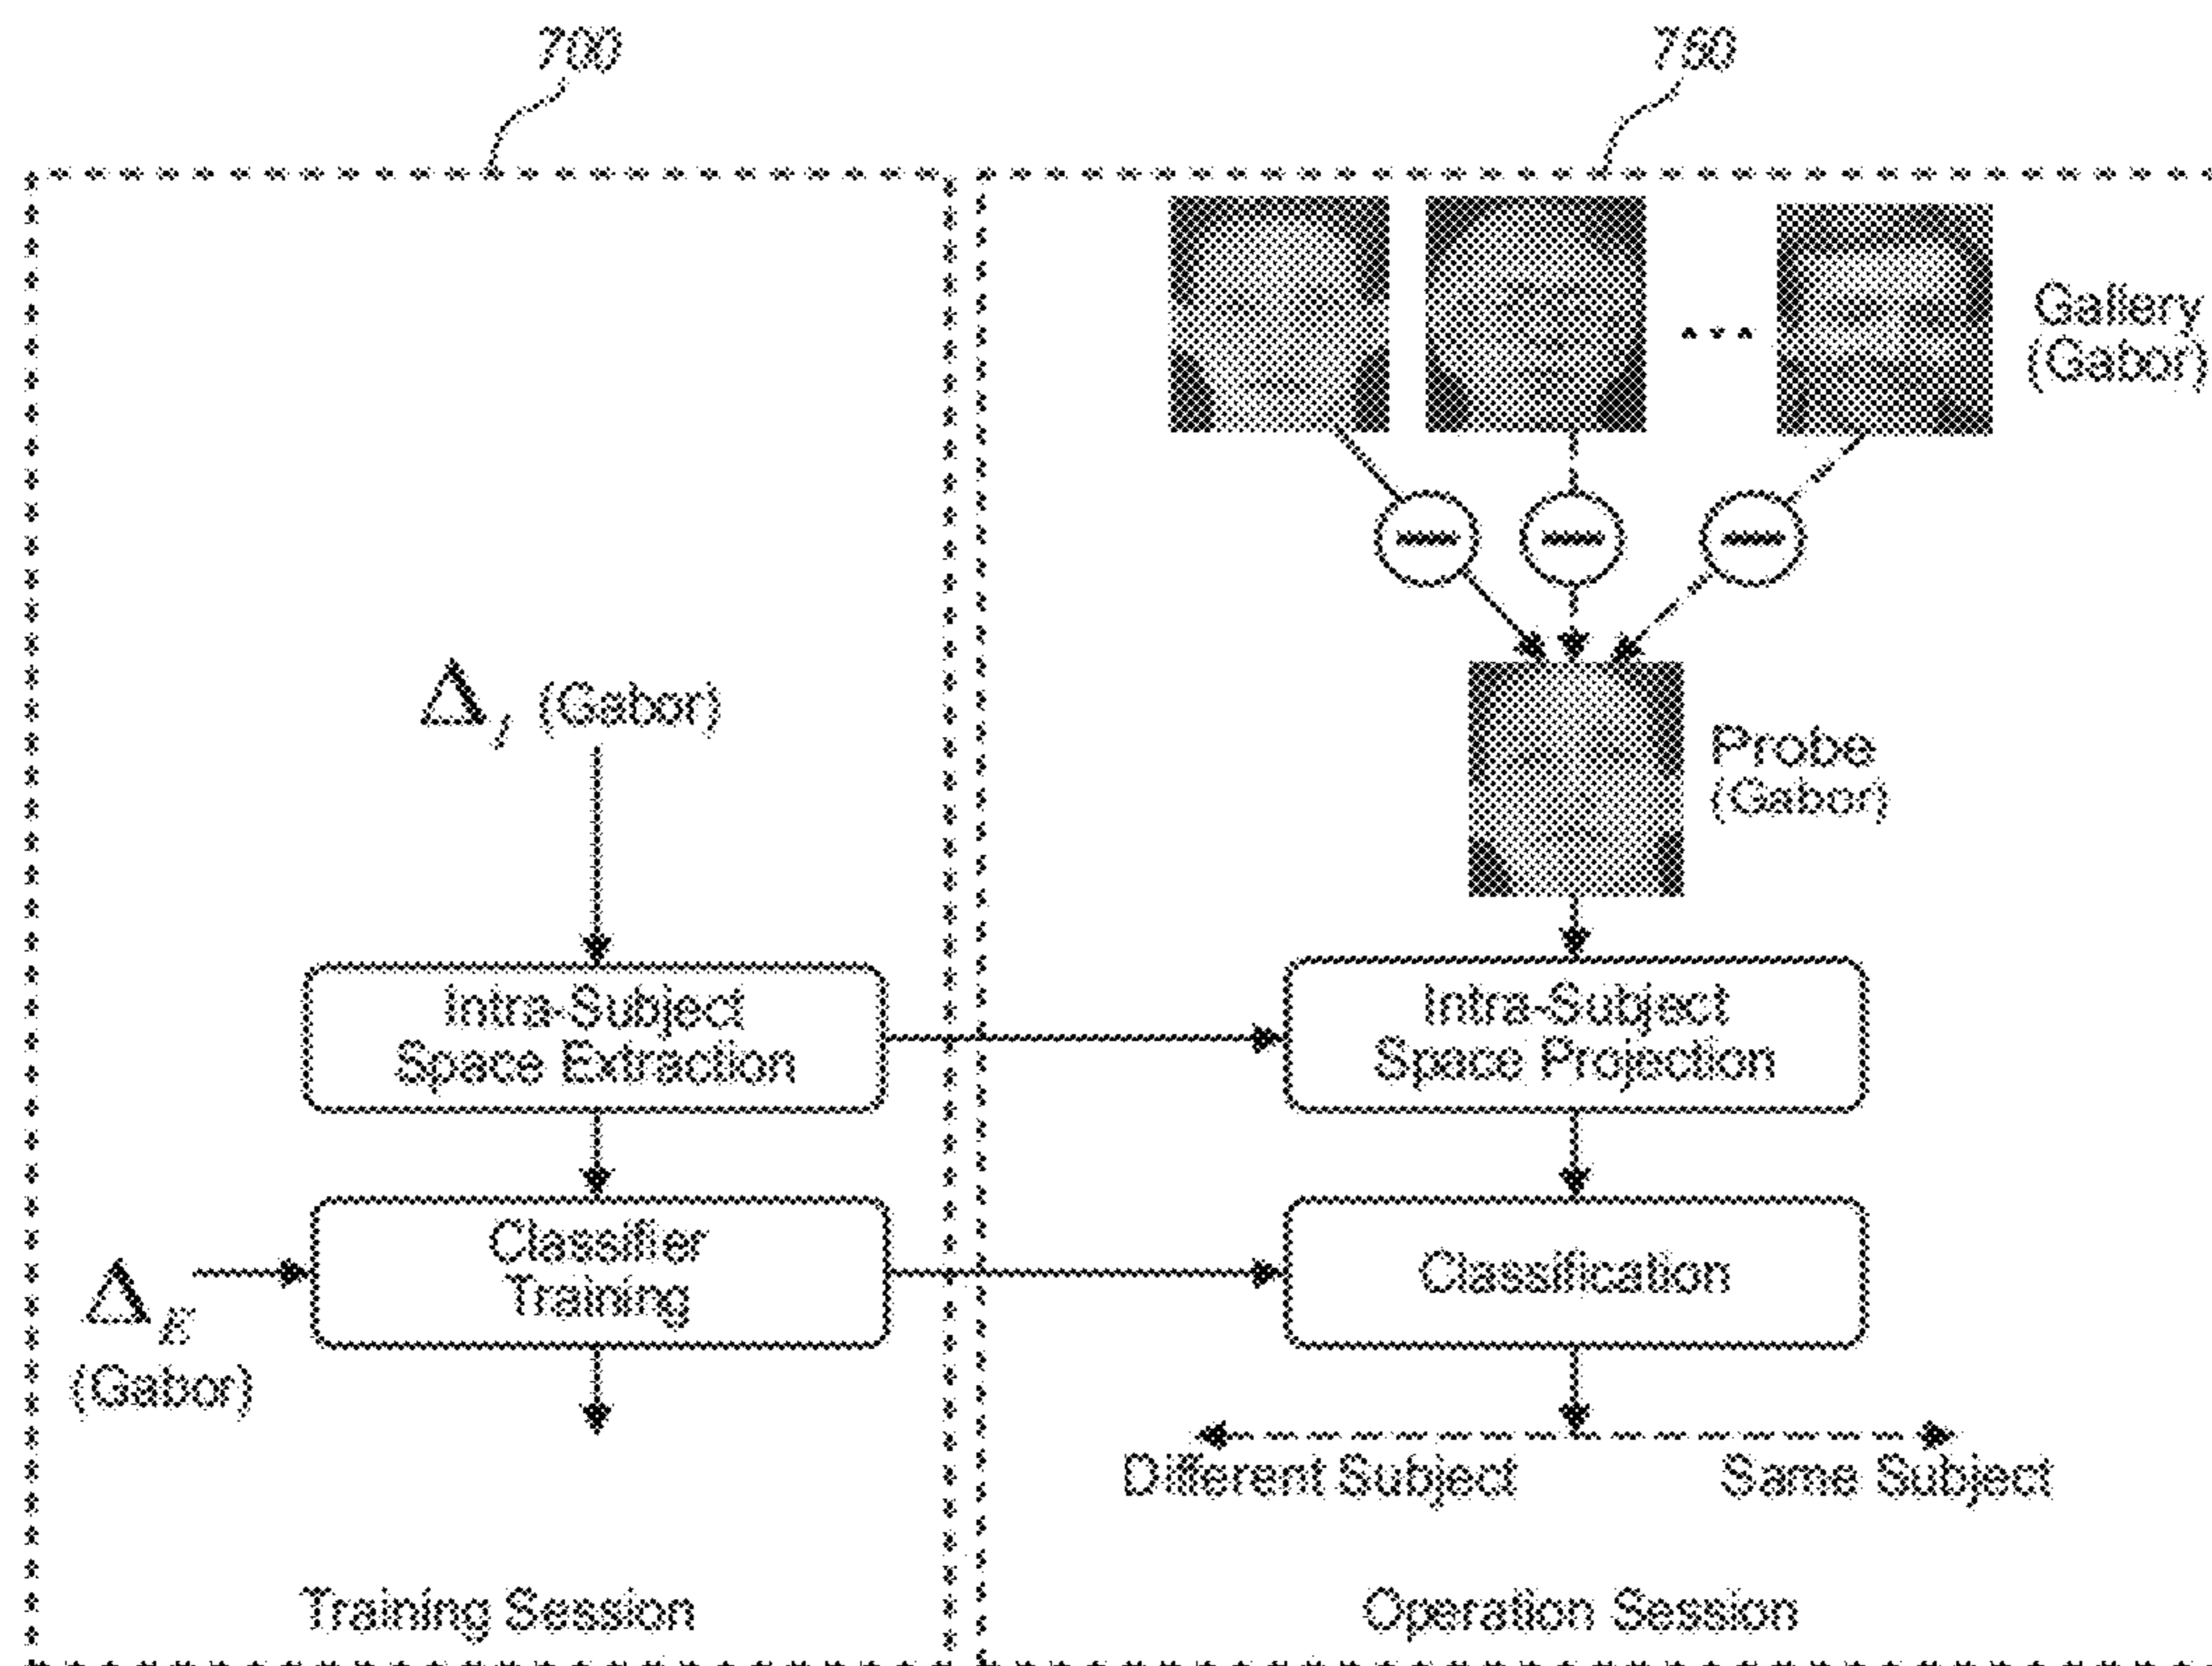 700
750
Gallery
(Gabor)
...
Δ_I (Gabor)
Probe
(Gabor)
Intra-Subject
Space Extraction
Intra-Subject
Space Projection
Classifier
Training
Classification
Δ_E
(Gabor)
Different Subject
Same Subject
Training Session
Operation Session